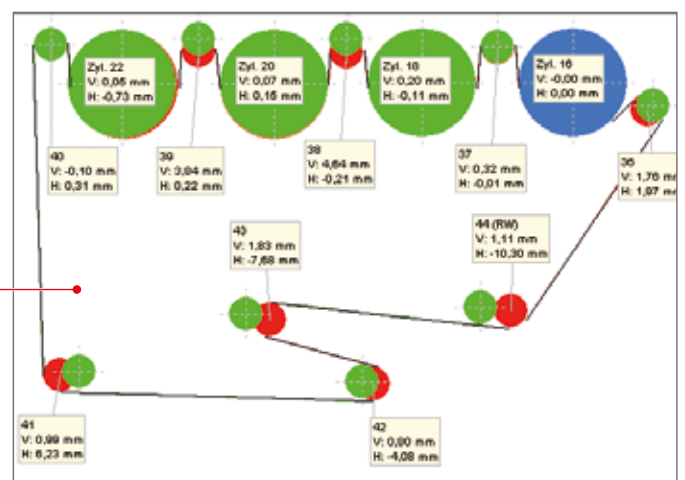 Zyl. 22
V: 0,05 mm
H: -0,73 mm
Zyl. 20
V: 0,07 mm
H: 0,15 mm
Zyl. 18
V: 0,20 mm
H: -0,11 mm
Zyl. 16
V: -0,00 mm
H: 0,00 mm
40
V: -0,10 mm
H: 0,31 mm
39
V: 3,84 mm
H: 0,22 mm
38
V: 4,64 mm
H: -0,21 mm
37
V: 0,32 mm
H: -0,01 mm
36
V: 1,76 mm
H: 1,97 mm
43
V: 1,83 mm
H: -7,68 mm
44 (RW)
V: 1,11 mm
H: -10,30 mm
41
V: 0,99 mm
H: 6,23 mm
42
V: 0,80 mm
H: -4,08 mm